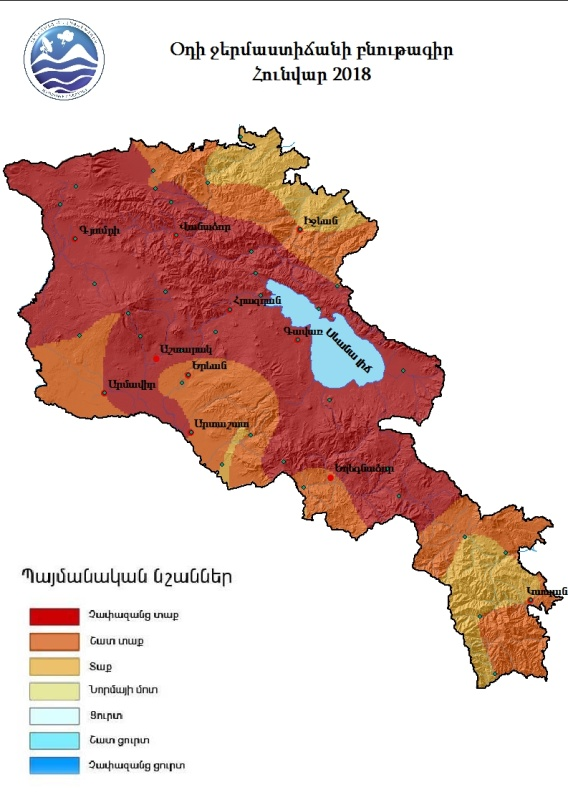 Օդի ջերմաստիճանի բնութագիր
Հունվար 2018
Իջևան
Գյումրի
Վանաձոր
Հրազդան
Գավառ
Սևանա լիճ
Աշտարակ
Երևան
Արմավիր
Արտաշատ
Եղեգնաձոր
Կապան
Պայմանական նշաններ
Չափազանց տաք
Շատ տաք
Տաք
Նորմայի մոտ
Ցուրտ
Շատ ցուրտ
Չափազանց ցուրտ